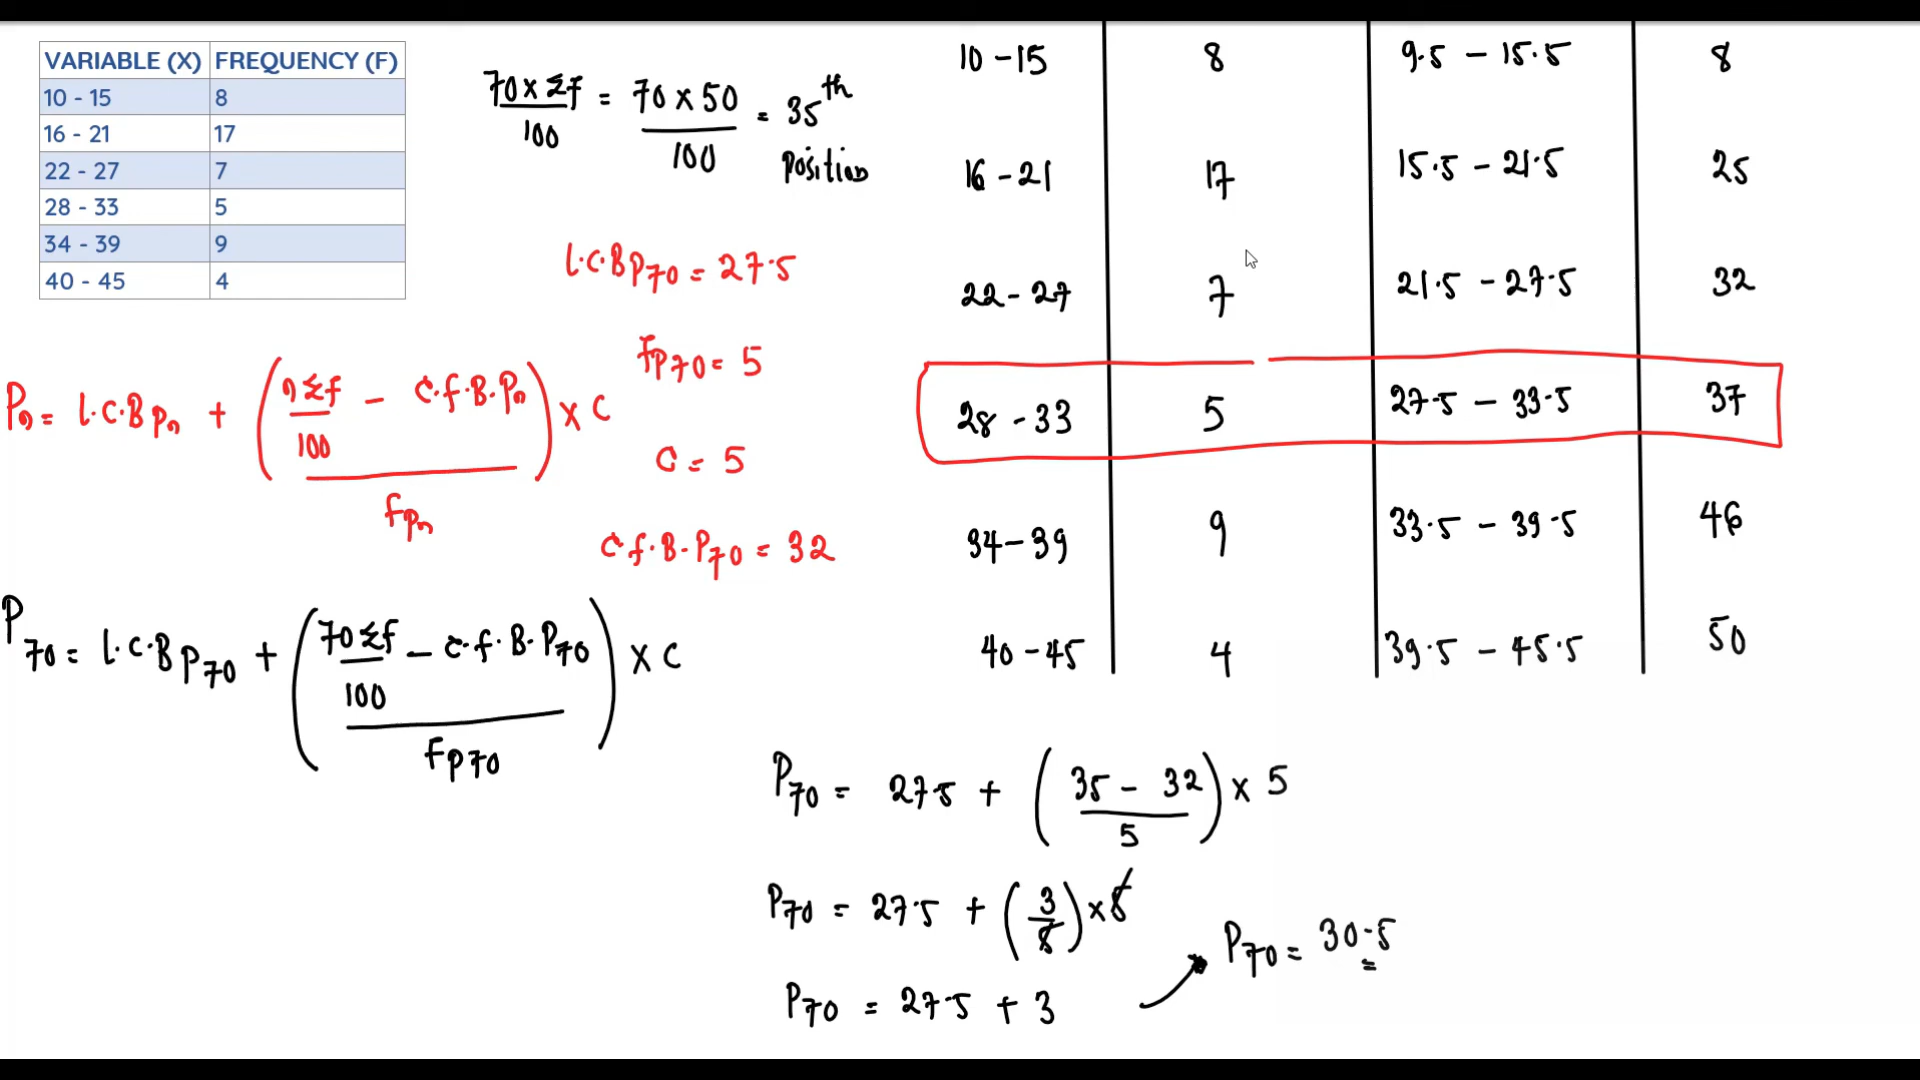 VARIABLE (X) FREQUENCY (F)
10 - 15 8
16 - 21 17
22 - 27 7
28 - 33 5
34 - 39 9
40 - 45 4
70 x Σf / 100 = 70 x 50 / 100 = 35th position
L.C.B P70 = 27.5
fP70 = 5
C = 5
C.f.B.P70 = 32
Pn = L.C.B Pn + ( nΣf / 100 - C.f.B.Pn / fPn ) x C
P70 = L.C.B P70 + ( 70Σf / 100 - C.f.B.P70 / fP70 ) x C
10 - 15 8 9.5 - 15.5 8
16 - 21 17 15.5 - 21.5 25
22 - 27 7 21.5 - 27.5 32
28 - 33 5 27.5 - 33.5 37
34 - 39 9 33.5 - 39.5 46
40 - 45 4 39.5 - 45.5 50
P70 = 27.5 + ( 35 - 32 / 5 ) x 5
P70 = 27.5 + ( 3 / 5 ) x 5
P70 = 27.5 + 3
P70 = 30.5